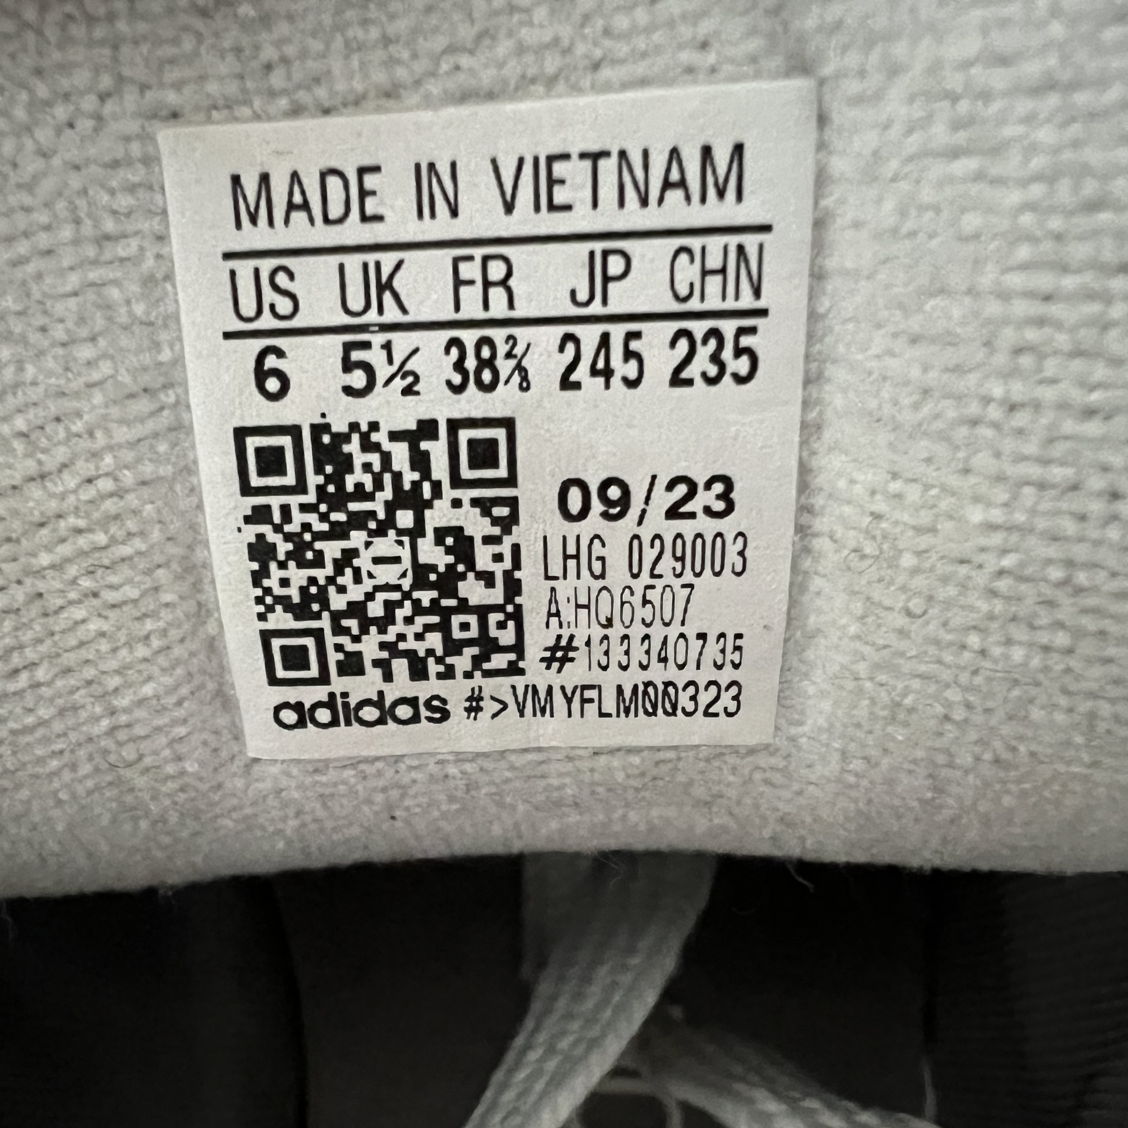 MADE IN VIETNAM
US UK FR JP CHN
6 5½ 38⅔ 245 235
09/23
LHG 029003
A:HQ6507
#133340735
adidas #>VMYFLM00323